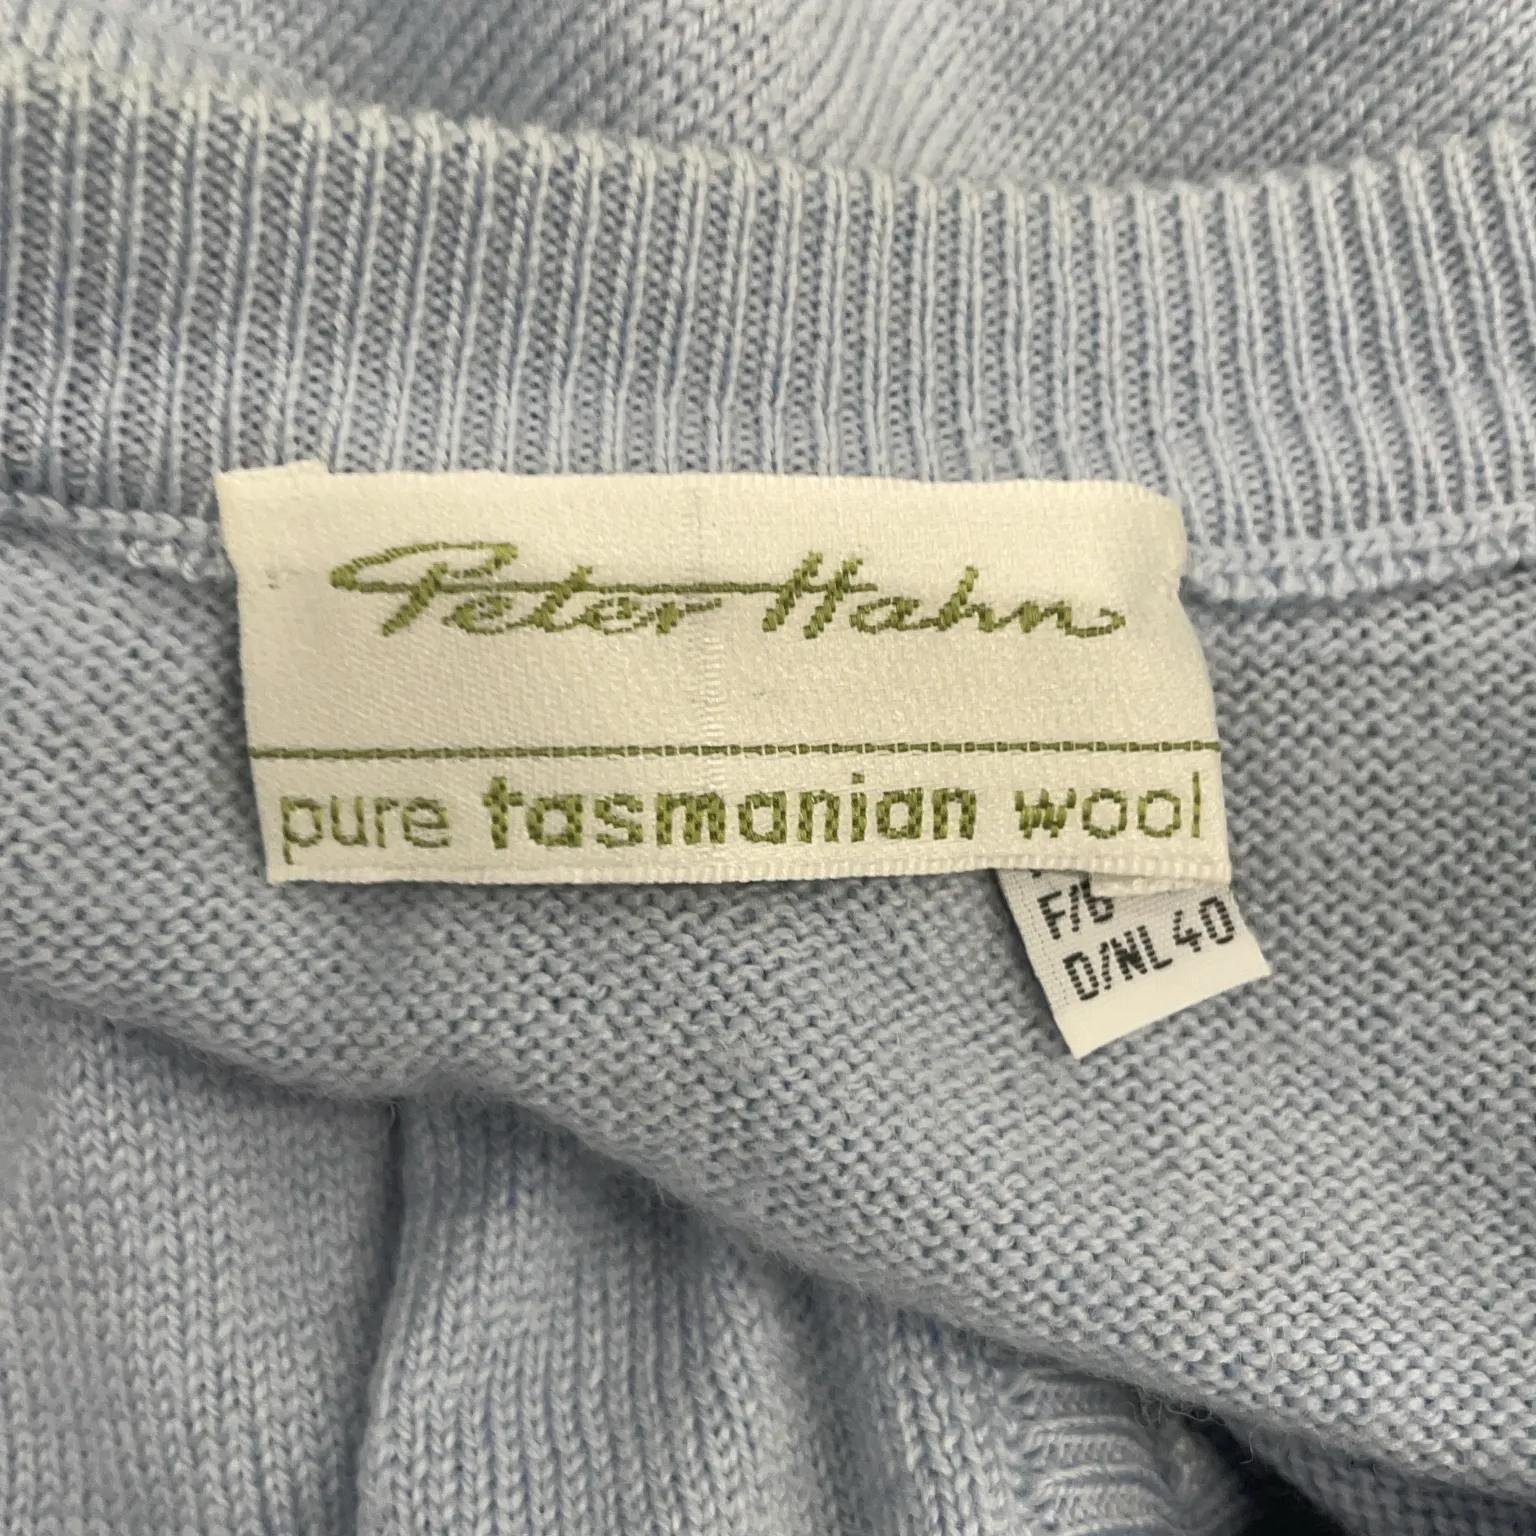 Peter Hahn
pure tasmanian wool
F/B
D/NL 40